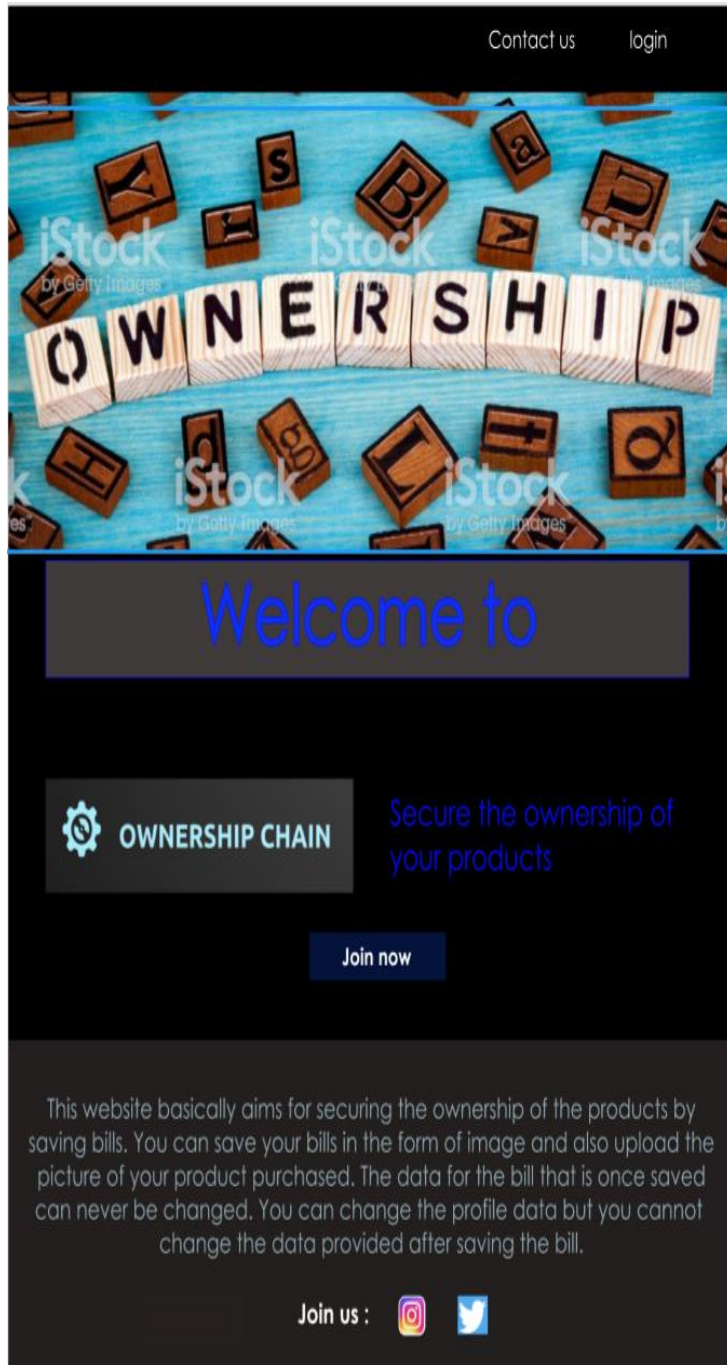 Contact us login
K s B a U
r v
iStock iStock iStock
by Getty Images by Getty Images by Getty Images
OWNERSHIP
H g L t Q
iStock iStock
by Getty Images by Getty Images
Welcome to
OWNERSHIP CHAIN
Secure the ownership of
your products
Join now
This website basically aims for securing the ownership of the products by
saving bills. You can save your bills in the form of image and also upload the
picture of your product purchased. The data for the bill that is once saved
can never be changed. You can change the profile data but you cannot
change the data provided after saving the bill.
Join us :